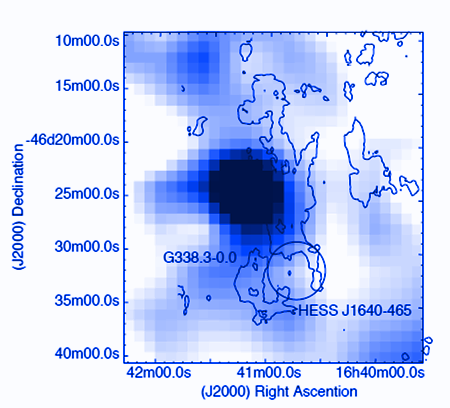 10m00.0s
15m00.0s
-46d20m00.0s
25m00.0s
30m00.0s
35m00.0s
40m00.0s
(J2000) Declination
G338.3-0.0
HESS J1640-465
42m00.0s 41m00.0s 16h40m00.0s
(J2000) Right Ascention